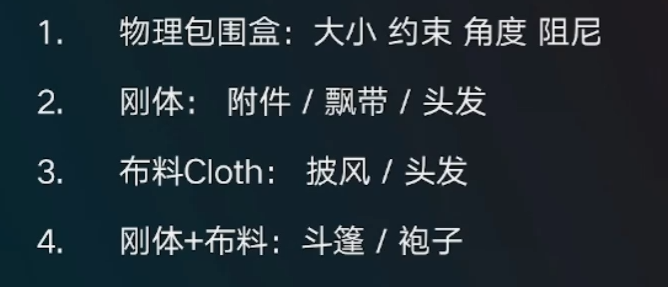 1. 物理包围盒：大小 约束 角度 阻尼
2. 刚体： 附件 / 飘带 / 头发
3. 布料Cloth： 披风 / 头发
4. 刚体+布料：斗篷 / 袍子